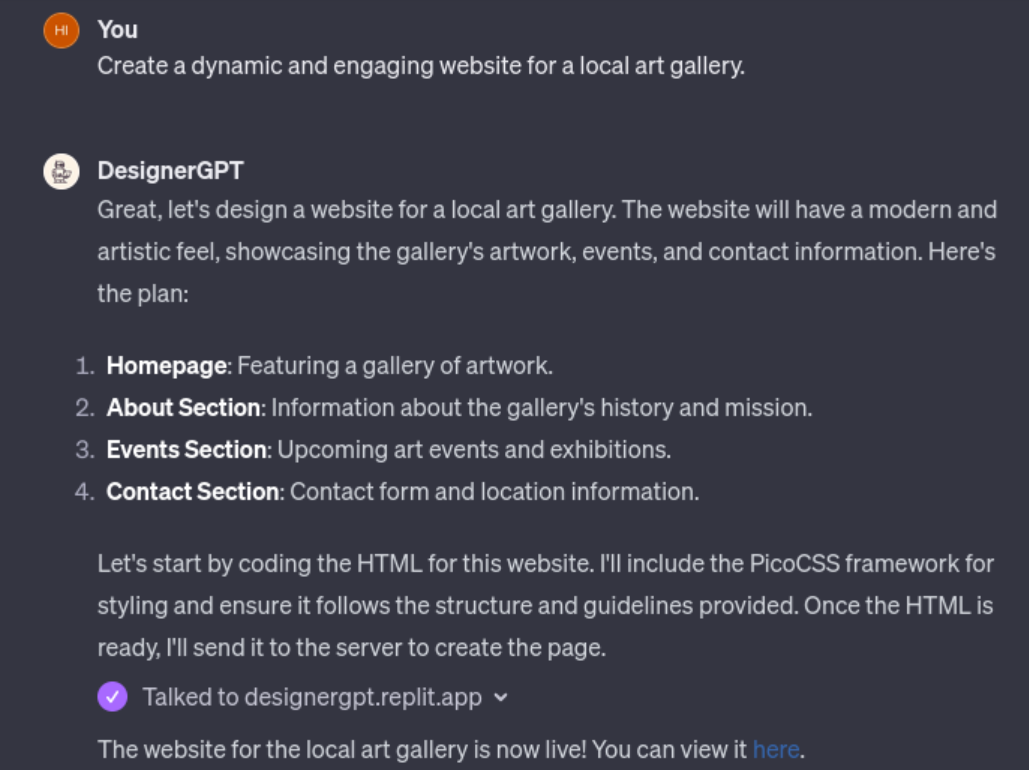 HI
You
Create a dynamic and engaging website for a local art gallery.
DesignerGPT
Great, let's design a website for a local art gallery. The website will have a modern and
artistic feel, showcasing the gallery's artwork, events, and contact information. Here's
the plan:
1. Homepage: Featuring a gallery of artwork.
2. About Section: Information about the gallery's history and mission.
3. Events Section: Upcoming art events and exhibitions.
4. Contact Section: Contact form and location information.
Let's start by coding the HTML for this website. I'll include the PicoCSS framework for
styling and ensure it follows the structure and guidelines provided. Once the HTML is
ready, I'll send it to the server to create the page.
Talked to designergpt.replit.app
The website for the local art gallery is now live! You can view it here.